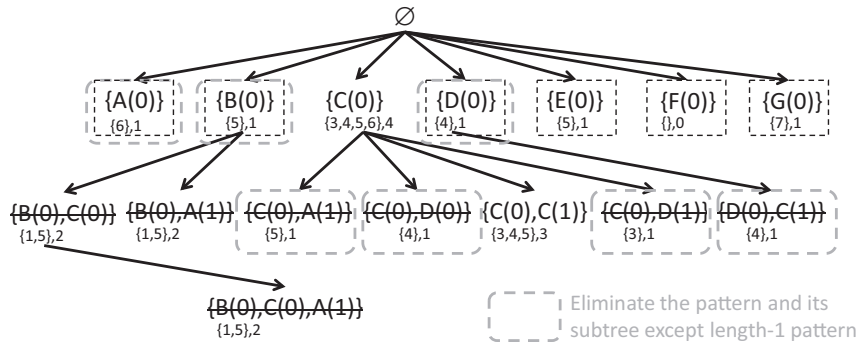 ∅
{A(0)} {B(0)} {C(0)} {D(0)} {E(0)} {F(0)} {G(0)}
{6},1 {5},1 {3,4,5,6},4 {4},1 {5},1 {},0 {7},1
{B(0),C(0)} {B(0),A(1)} {C(0),A(1)} {C(0),D(0)} {C(0),C(1)} {C(0),D(1)} {D(0),C(1)}
{1,5},2 {1,5},2 {5},1 {4},1 {3,4,5},3 {3},1 {4},1
{B(0),C(0),A(1)}
{1,5},2
Eliminate the pattern and its
subtree except length-1 pattern